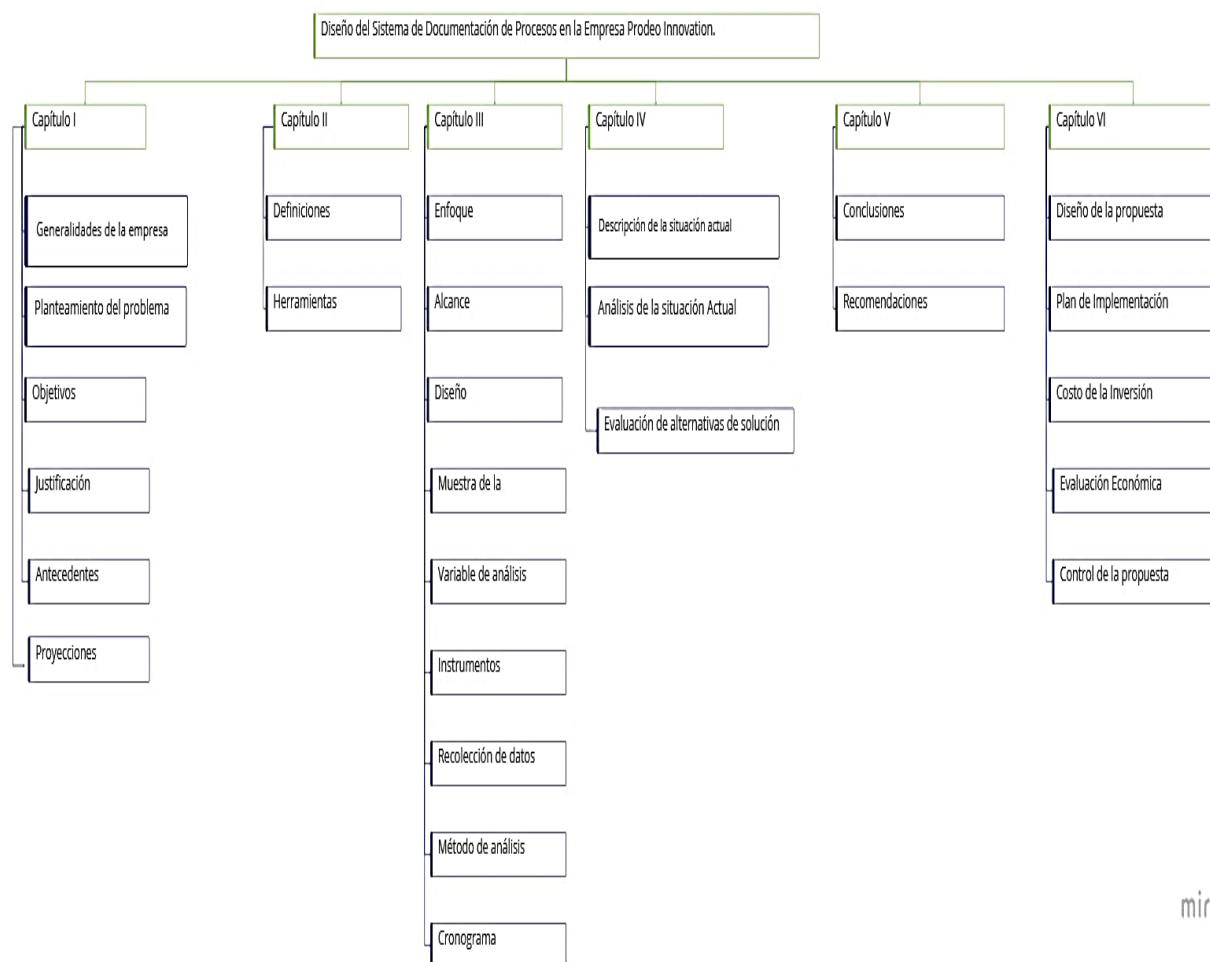 Diseño del Sistema de Documentación de Procesos en la Empresa Prodeo Innovation.
Capítulo I
Generalidades de la empresa
Planteamiento del problema
Objetivos
Justificación
Antecedentes
Proyecciones
Capítulo II
Definiciones
Herramientas
Capítulo III
Enfoque
Alcance
Diseño
Muestra de la
Variable de análisis
Instrumentos
Recolección de datos
Método de análisis
Cronograma
Capítulo IV
Descripción de la situación actual
Análisis de la situación Actual
Evaluación de alternativas de solución
Capítulo V
Conclusiones
Recomendaciones
Capítulo VI
Diseño de la propuesta
Plan de Implementación
Costo de la Inversión
Evaluación Económica
Control de la propuesta
mir